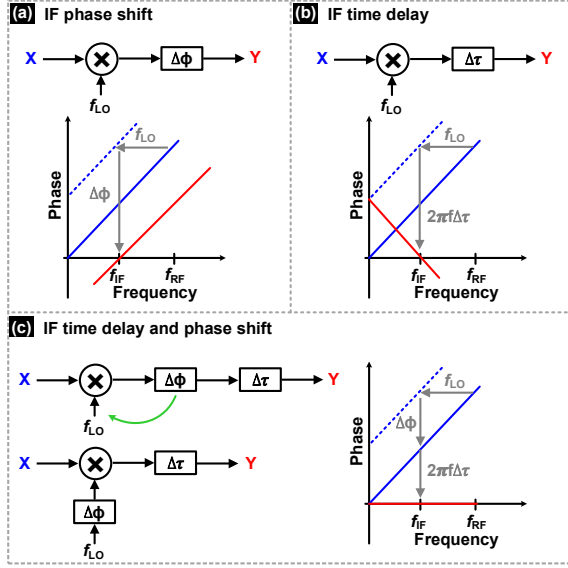 (a) IF phase shift
X Δϕ Y
fLO
Phase
fLO
Δϕ
fIF fRF
Frequency
(b) IF time delay
X Δτ Y
fLO
Phase
fLO
2πfΔτ
fIF fRF
Frequency
(c) IF time delay and phase shift
X Δϕ Δτ Y
fLO
X Δτ Y
Δϕ
fLO
Phase
fLO
Δϕ
2πfΔτ
fIF fRF
Frequency